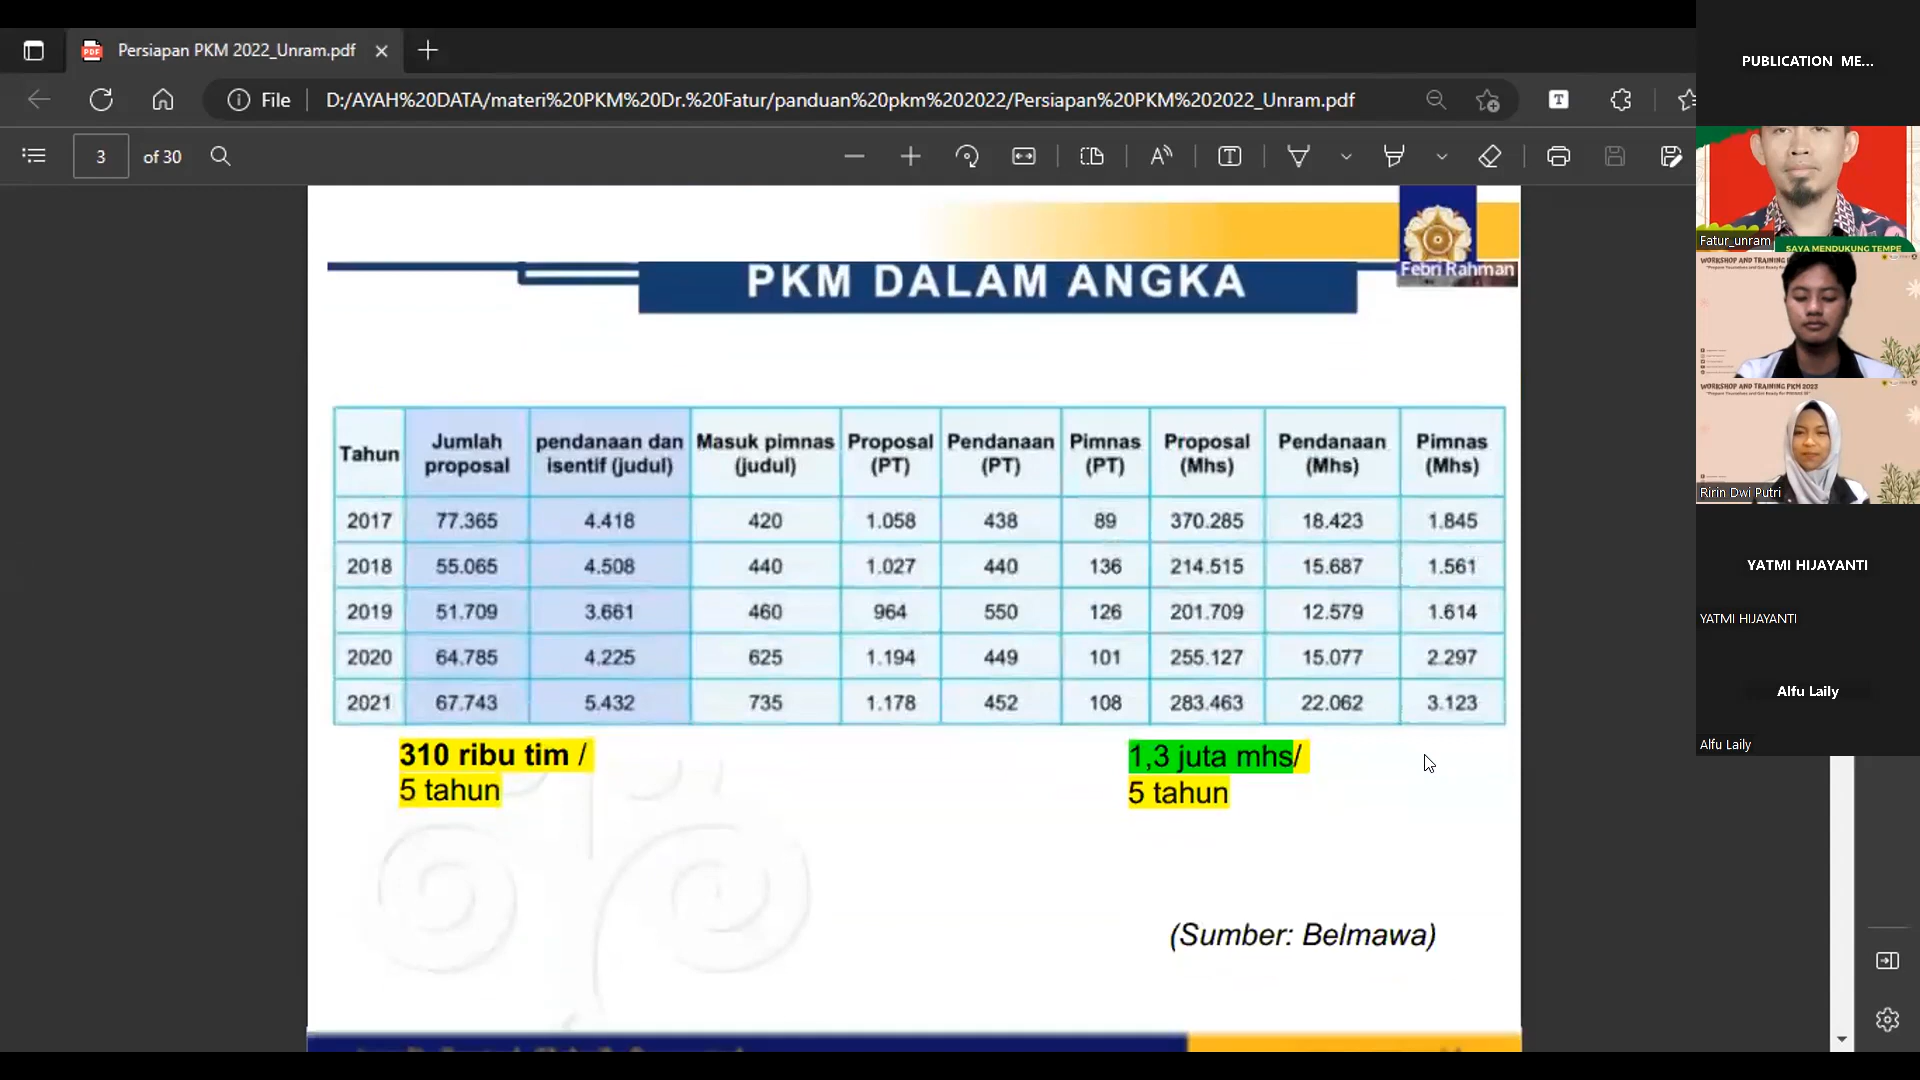 Persiapan PKM 2022_Unram.pdf
File
D:/AYAH%20DATA/materi%20PKM%20Dr.%20Fatur/panduan%20pkm%202022/Persiapan%20PKM%202022_Unram.pdf
3 of 30
PKM DALAM ANGKA
Febri Rahman
Tahun Jumlah proposal pendanaan dan isentif (judul) Masuk pimnas (judul) Proposal (PT) Pendanaan (PT) Pimnas (PT) Proposal (Mhs) Pendanaan (Mhs) Pimnas (Mhs)
2017 77.365 4.418 420 1.058 438 89 370.285 18.423 1.845
2018 55.065 4.508 440 1.027 440 136 214.515 15.687 1.561
2019 51.709 3.661 460 964 550 126 201.709 12.579 1.614
2020 64.785 4.225 625 1.194 449 101 255.127 15.077 2.297
2021 67.743 5.432 735 1.178 452 108 283.463 22.062 3.123
310 ribu tim /
5 tahun
1,3 juta mhs/
5 tahun
(Sumber: Belmawa)
PUBLICATION ME...
Fatur_unram
SAYA MENDUKUNG TEMPE
WORKSHOP AND TRAINING P
WORKSHOP AND TRAINING PKM 2023
Ririn Dwi Putri
YATMI HIJAYANTI
YATMI HIJAYANTI
Alfu Laily
Alfu Laily